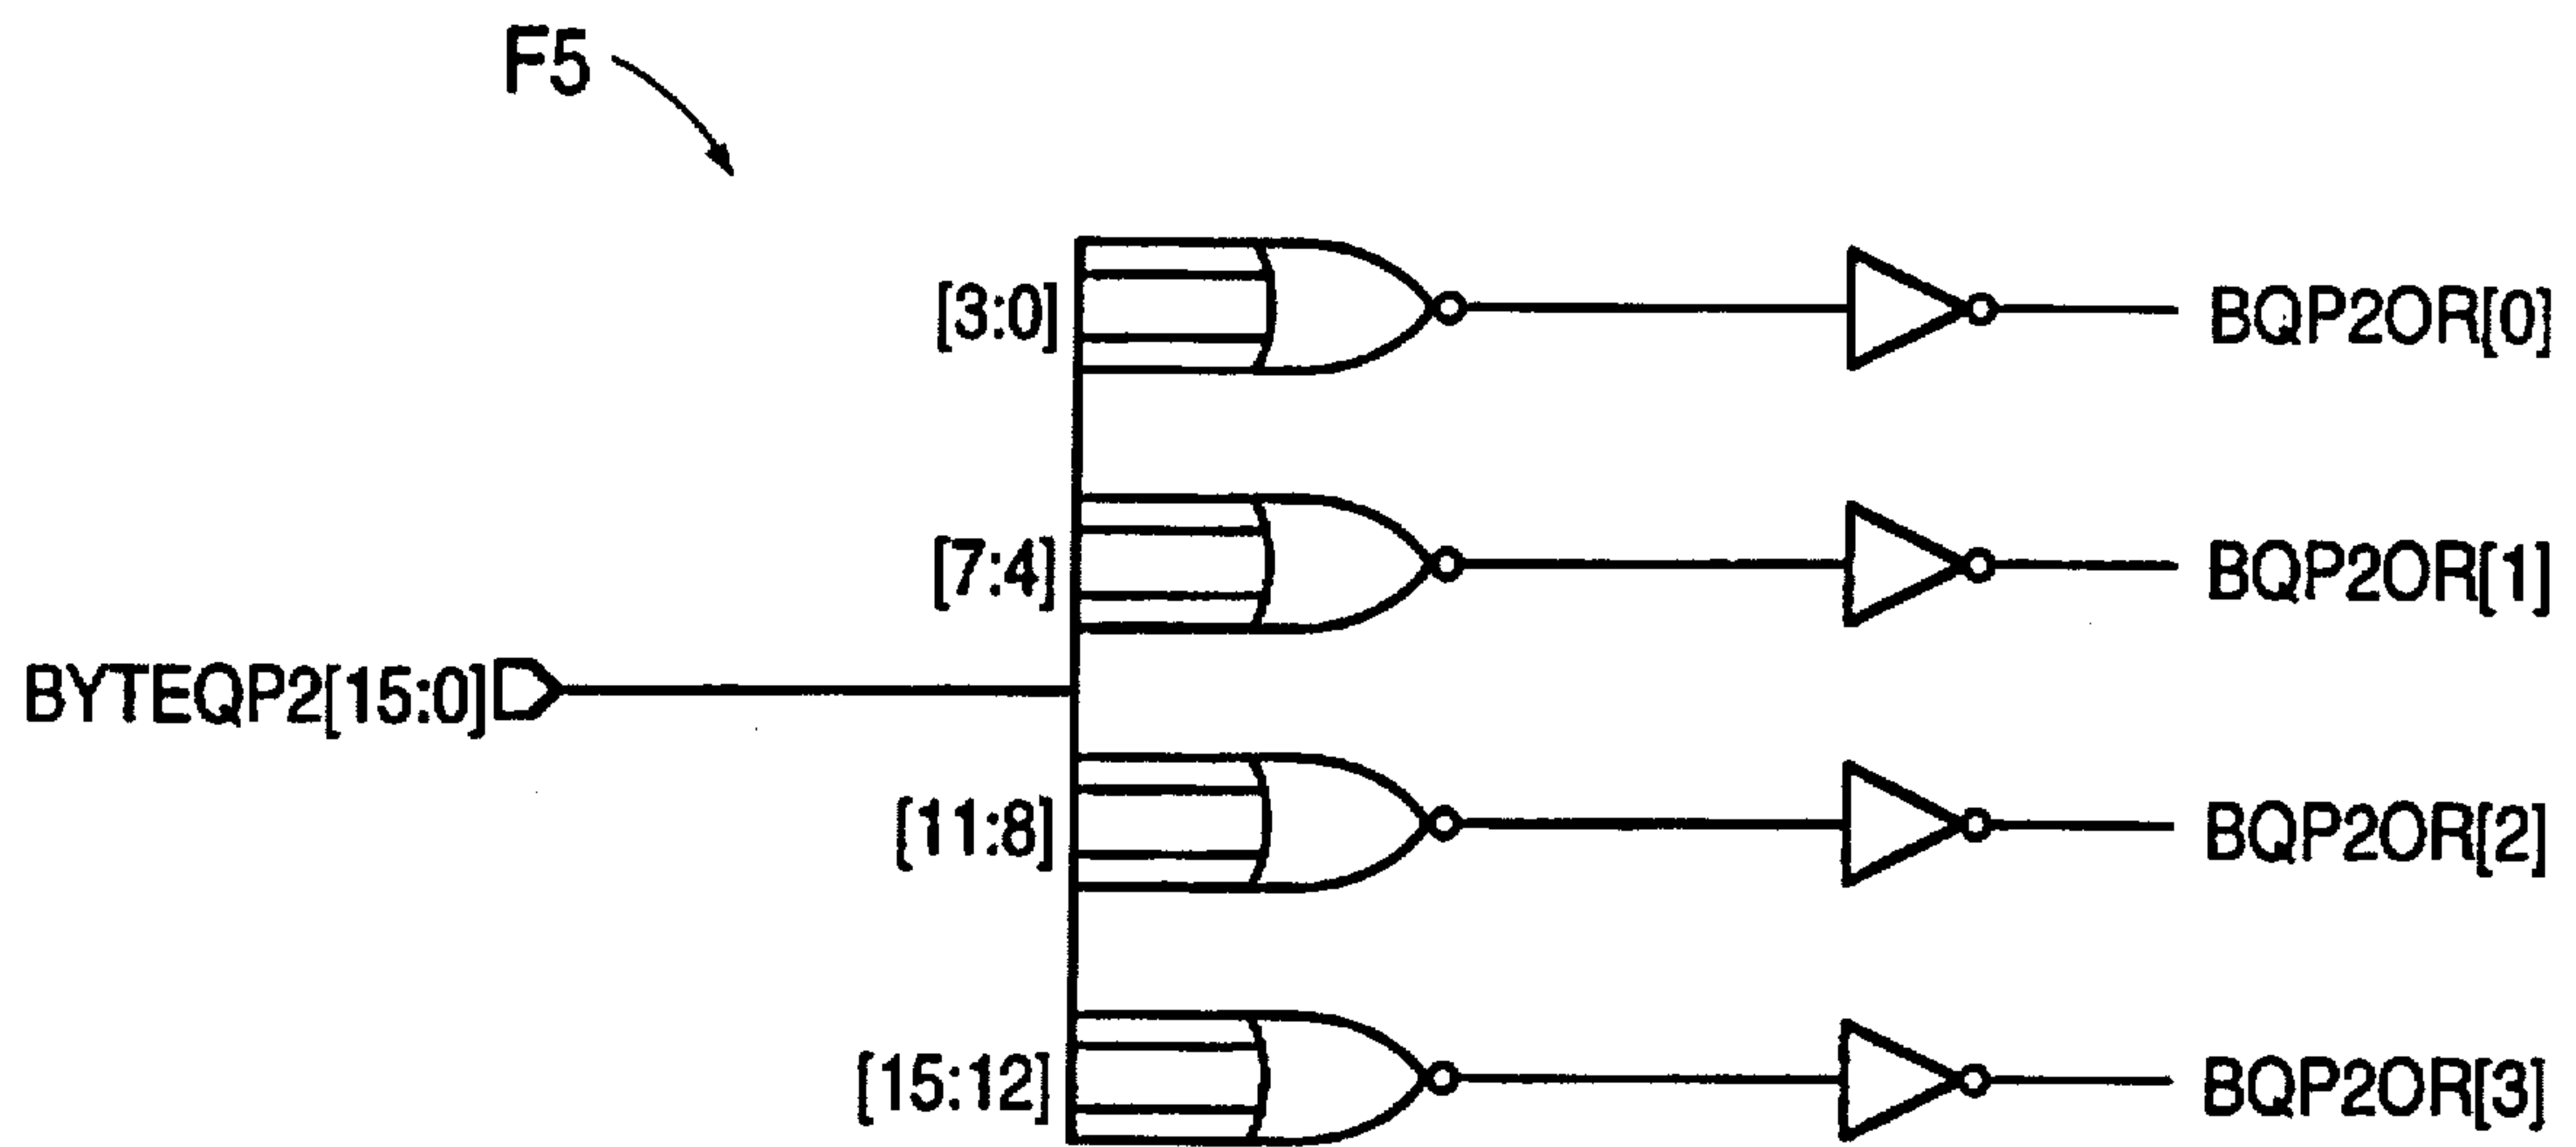 F5
[3:0]
BQP2OR[0]
[7:4]
BQP2OR[1]
BYTEQP2[15:0]
[11:8]
BQP2OR[2]
[15:12]
BQP2OR[3]